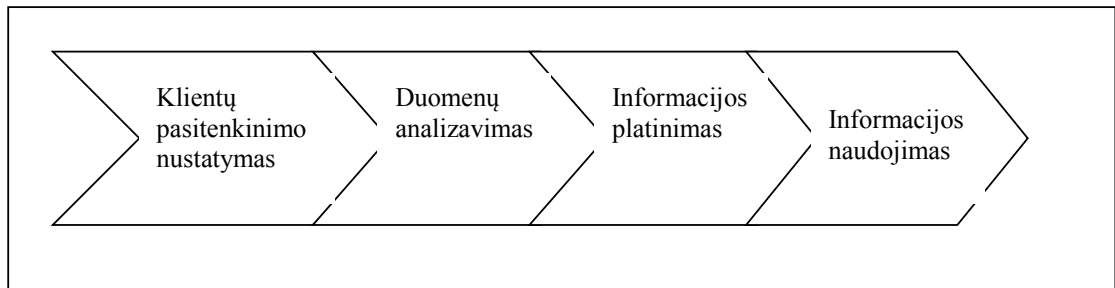 Klientų
pasitenkinimo
nustatymas
Duomenų
analizavimas
Informacijos
platinimas
Informacijos
naudojimas